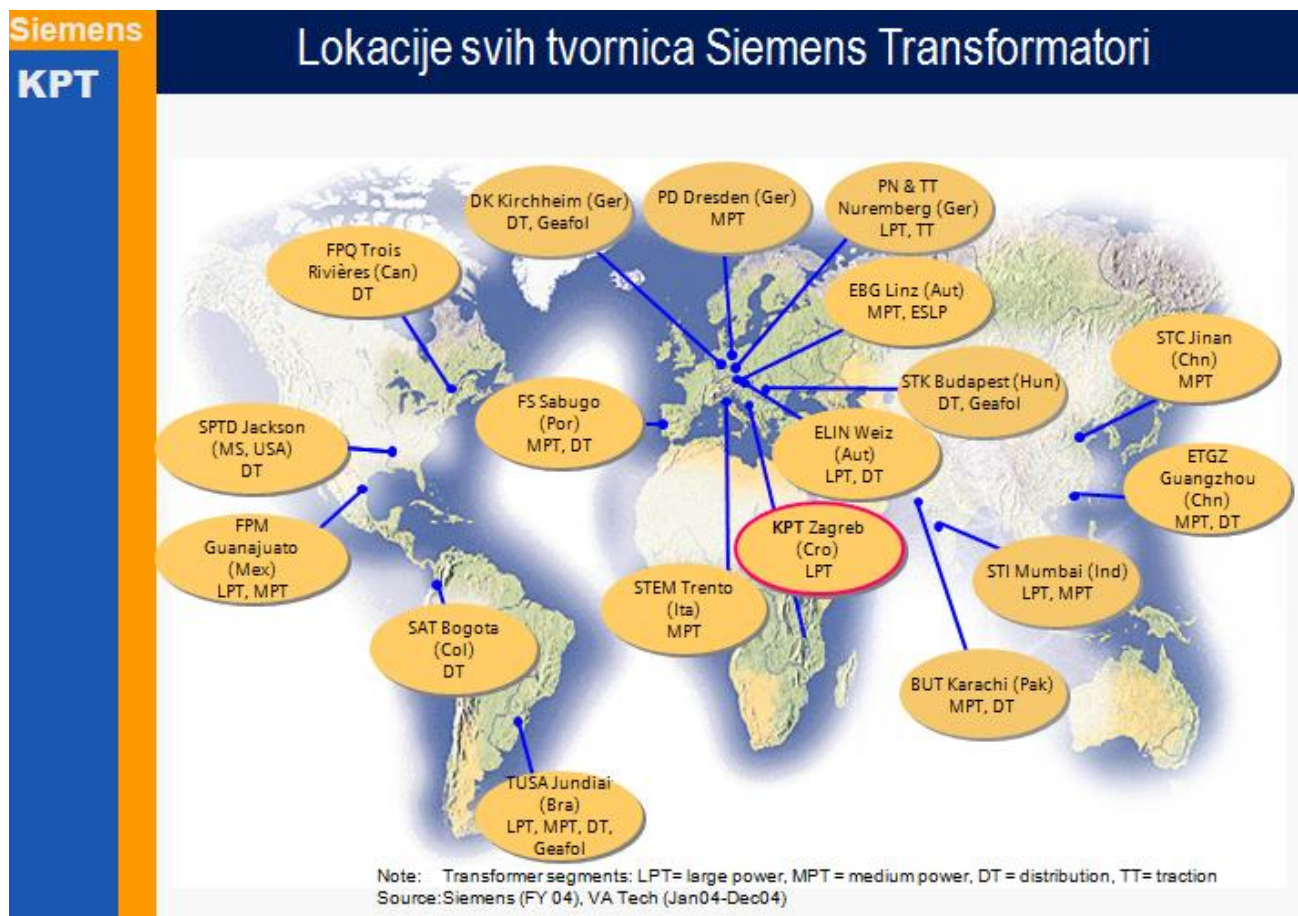 Siemens
KPT
Lokacije svih tvornica Siemens Transformatori
DK Kirchheim (Ger)
DT, Geafol
PD Dresden (Ger)
MPT
PN & TT
Nuremberg (Ger)
LPT, TT
FPQ Trois
Rivières (Can)
DT
EBG Linz (Aut)
MPT, ESLP
STC Jinan
(Chn)
MPT
STK Budapest (Hun)
DT, Geafol
FS Sabugo
(Por)
MPT, DT
SPTD Jackson
(MS, USA)
DT
ELIN Weiz
(Aut)
LPT, DT
ETGZ
Guangzhou
(Chn)
MPT, DT
FPM
Guanajuato
(Mex)
LPT, MPT
KPT Zagreb
(Cro)
LPT
STI Mumbai (Ind)
LPT, MPT
STEM Trento
(Ita)
MPT
SAT Bogota
(Col)
DT
BUT Karachi (Pak)
MPT, DT
TUSA Jundiai
(Bra)
LPT, MPT, DT,
Geafol
Note: Transformer segments: LPT= large power, MPT = medium power, DT = distribution, TT= traction
Source:Siemens (FY 04), VA Tech (Jan04-Dec04)